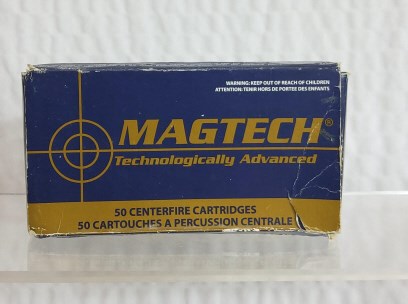 WARNING: KEEP OUT OF REACH OF CHILDREN
ATTENTION: TENIR HORS DE PORTEE DES ENFANTS
MAGTECH®
Technologically Advanced
50 CENTERFIRE CARTRIDGES
50 CARTOUCHES A PERCUSSION CENTRALE